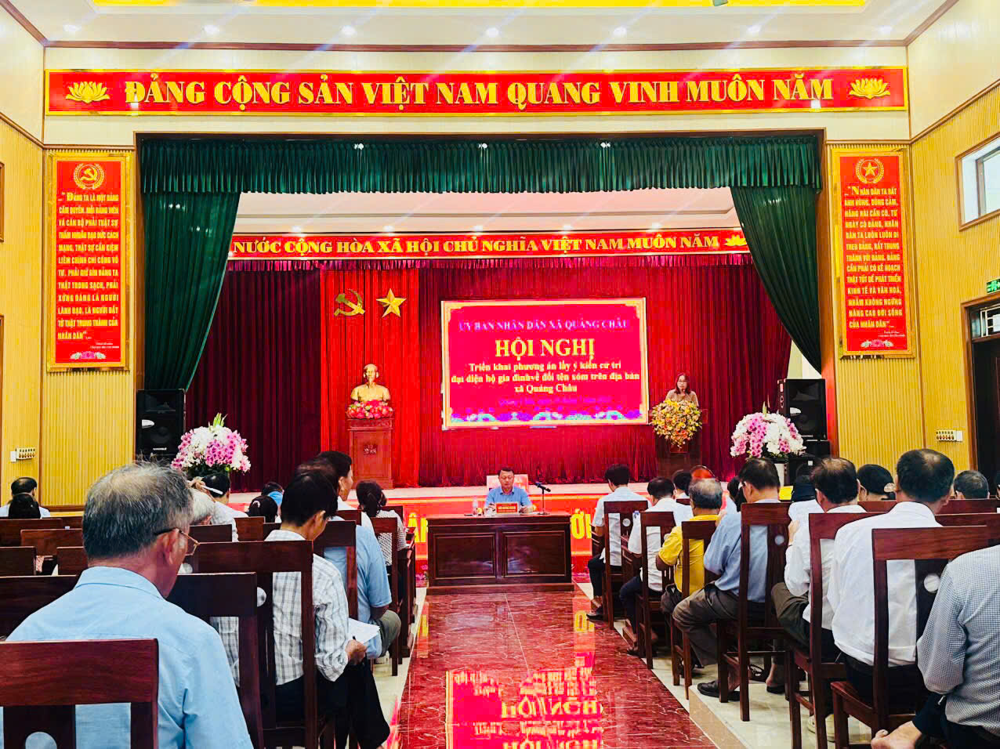 ĐẢNG CỘNG SẢN VIỆT NAM QUANG VINH MUÔN NĂM
"ĐẢNG TA LÀ MỘT ĐẢNG
CẦM QUYỀN. MỖI ĐẢNG VIÊN
VÀ CÁN BỘ PHẢI THẬT SỰ
THẤM NHUẦN ĐẠO ĐỨC CÁCH
MẠNG, THẬT SỰ CẦN KIỆM
LIÊM CHÍNH CHÍ CÔNG VÔ
TƯ. PHẢI GIỮ GÌN ĐẢNG TA
THẬT TRONG SẠCH, PHẢI
XỨNG ĐÁNG LÀ NGƯỜI
LÃNH ĐẠO, LÀ NGƯỜI ĐẦY
TỚ THẬT TRUNG THÀNH CỦA
NHÂN DÂN"...
NƯỚC CỘNG HÒA XÃ HỘI CHỦ NGHĨA VIỆT NAM MUÔN NĂM
ỦY BAN NHÂN DÂN XÃ QUẢNG CHÂU
HỘI NGHỊ
Triển khai phương án lấy ý kiến cử tri
đại diện hộ gia đình về đổi tên xóm trên địa bàn
xã Quảng Châu
"NHÂN DÂN TA RẤT
ANH HÙNG, DŨNG CẢM,
HĂNG HÁI CẦN CÙ, TỪ
NGÀY CÓ ĐẢNG, NHÂN
DÂN TA LUÔN LUÔN ĐI
THEO ĐẢNG, RẤT TRUNG
THÀNH VỚI ĐẢNG. ĐẢNG
CẦN PHẢI CÓ KẾ HOẠCH
THẬT TỐT ĐỂ PHÁT TRIỂN
KINH TẾ VÀ VĂN HOÁ,
NHẰM KHÔNG NGỪNG
NÂNG CAO ĐỜI SỐNG
CỦA NHÂN DÂN"...